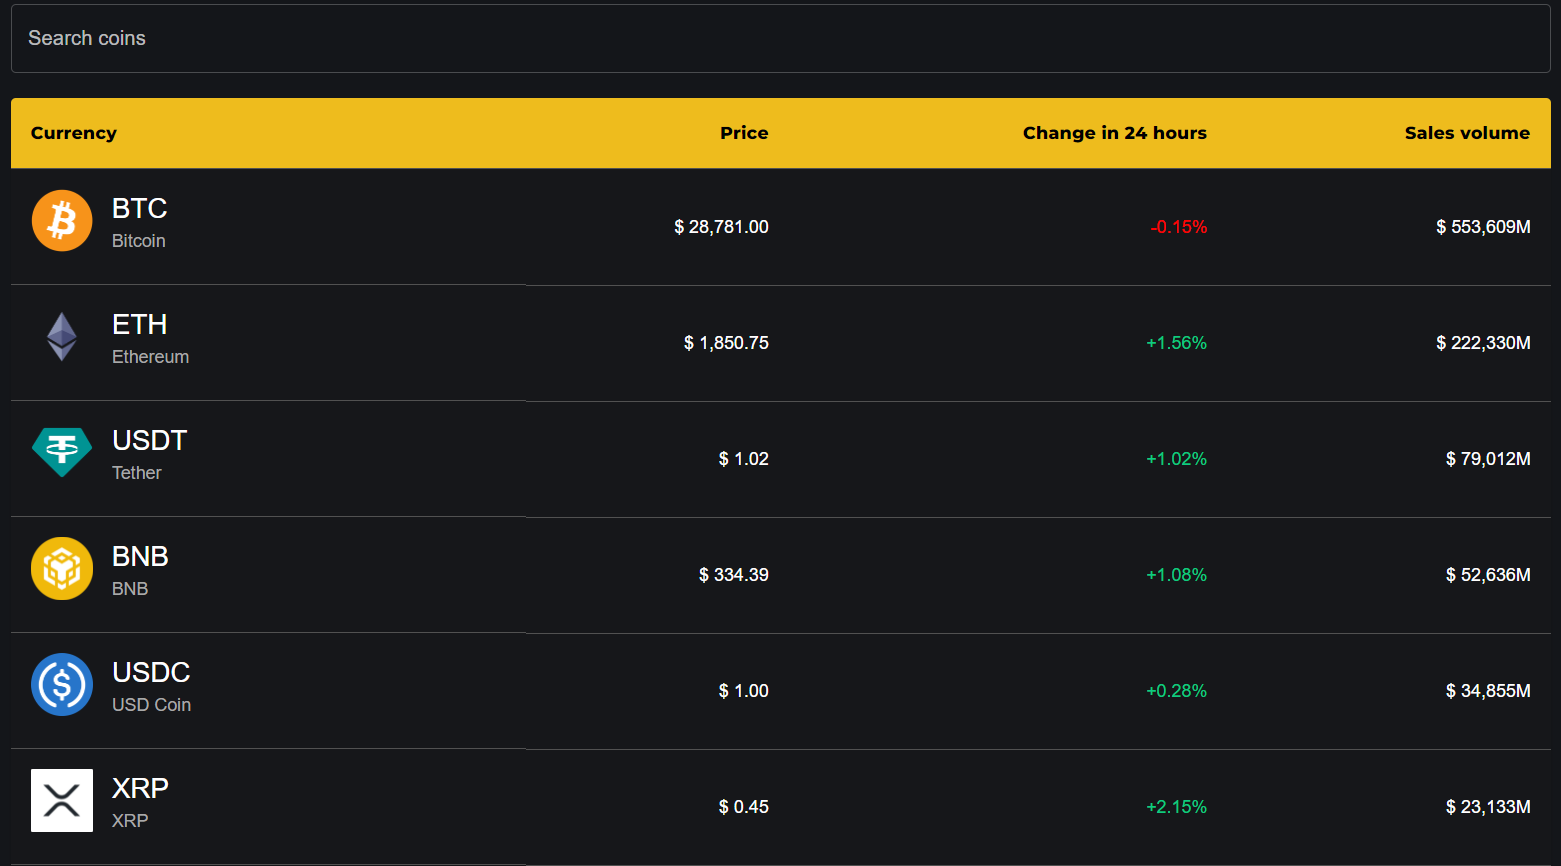 Search coins
Currency Price Change in 24 hours Sales volume
BTC
Bitcoin
$ 28,781.00 -0.15% $ 553,609M
ETH
Ethereum
$ 1,850.75 +1.56% $ 222,330M
USDT
Tether
$ 1.02 +1.02% $ 79,012M
BNB
BNB
$ 334.39 +1.08% $ 52,636M
USDC
USD Coin
$ 1.00 +0.28% $ 34,855M
XRP
XRP
$ 0.45 +2.15% $ 23,133M